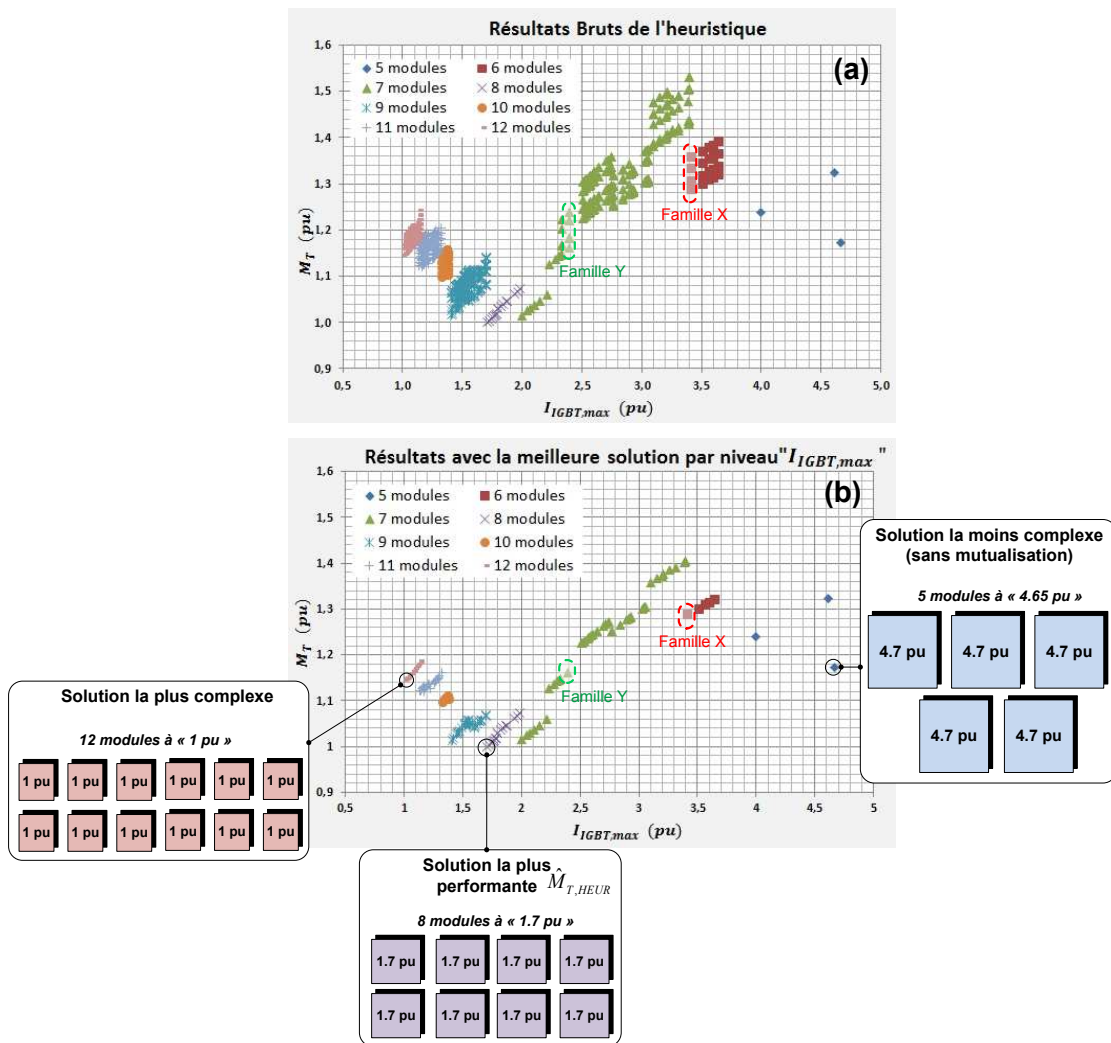 Résultats Bruts de l'heuristique
(a)
1,6
1,5
1,4
1,3
1,2
1,1
1,0
0,9
M_T (pu)
5 modules
6 modules
7 modules
8 modules
9 modules
10 modules
11 modules
12 modules
Famille X
Famille Y
0,5 1,0 1,5 2,0 2,5 3,0 3,5 4,0 4,5 5,0
I_IGBT,max (pu)
Résultats avec la meilleure solution par niveau"I_IGBT,max "
(b)
1,6
1,5
1,4
1,3
1,2
1,1
1
0,9
M_T (pu)
5 modules
6 modules
7 modules
8 modules
9 modules
10 modules
11 modules
12 modules
Famille X
Famille Y
0,5 1 1,5 2 2,5 3 3,5 4 4,5 5
I_IGBT,max (pu)
Solution la moins complexe
(sans mutualisation)
5 modules à « 4.65 pu »
4.7 pu 4.7 pu 4.7 pu
4.7 pu 4.7 pu
Solution la plus complexe
12 modules à « 1 pu »
1 pu 1 pu 1 pu 1 pu 1 pu 1 pu
1 pu 1 pu 1 pu 1 pu 1 pu 1 pu
Solution la plus
performante M̂_T,HEUR
8 modules à « 1.7 pu »
1.7 pu 1.7 pu 1.7 pu 1.7 pu
1.7 pu 1.7 pu 1.7 pu 1.7 pu